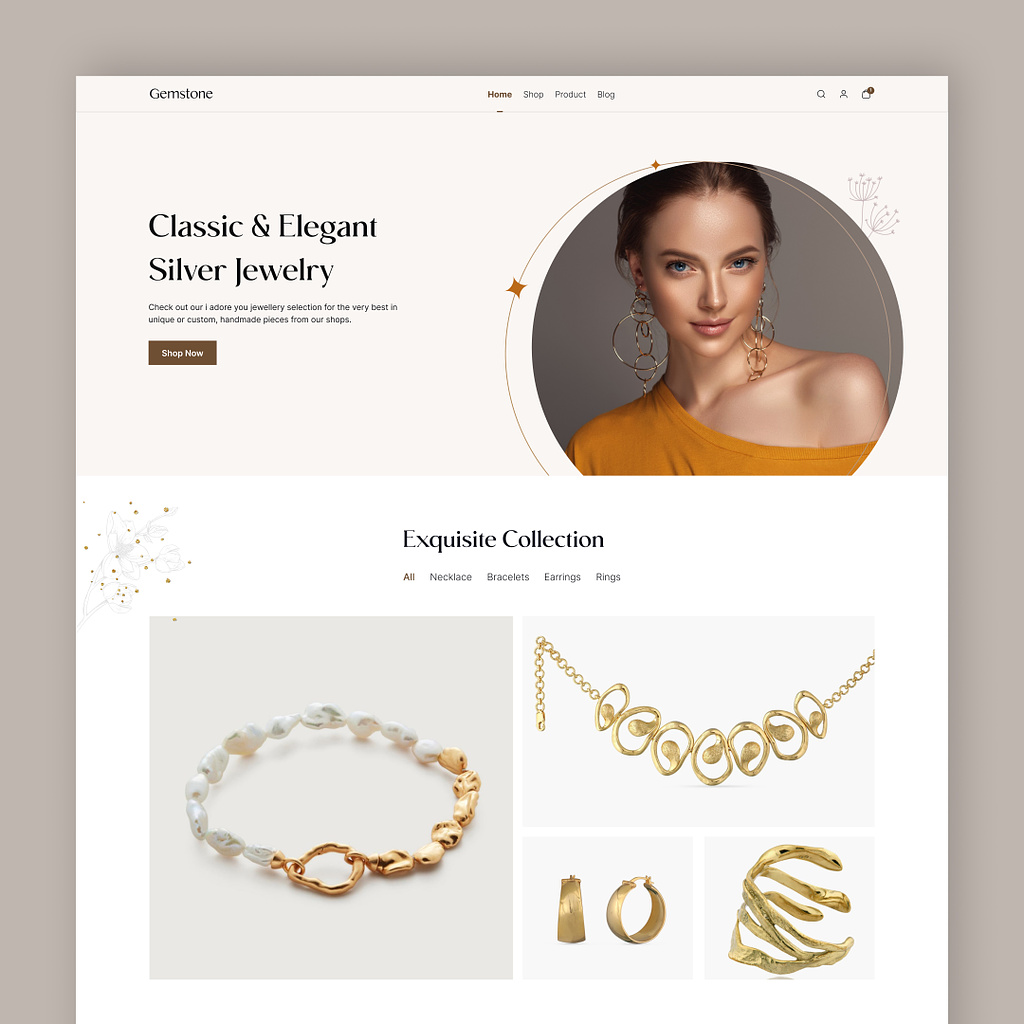 Gemstone
Home Shop Product Blog
1
Classic & Elegant
Silver Jewelry
Check out our i adore you jewellery selection for the very best in
unique or custom, handmade pieces from our shops.
Shop Now
Exquisite Collection
All Necklace Bracelets Earrings Rings